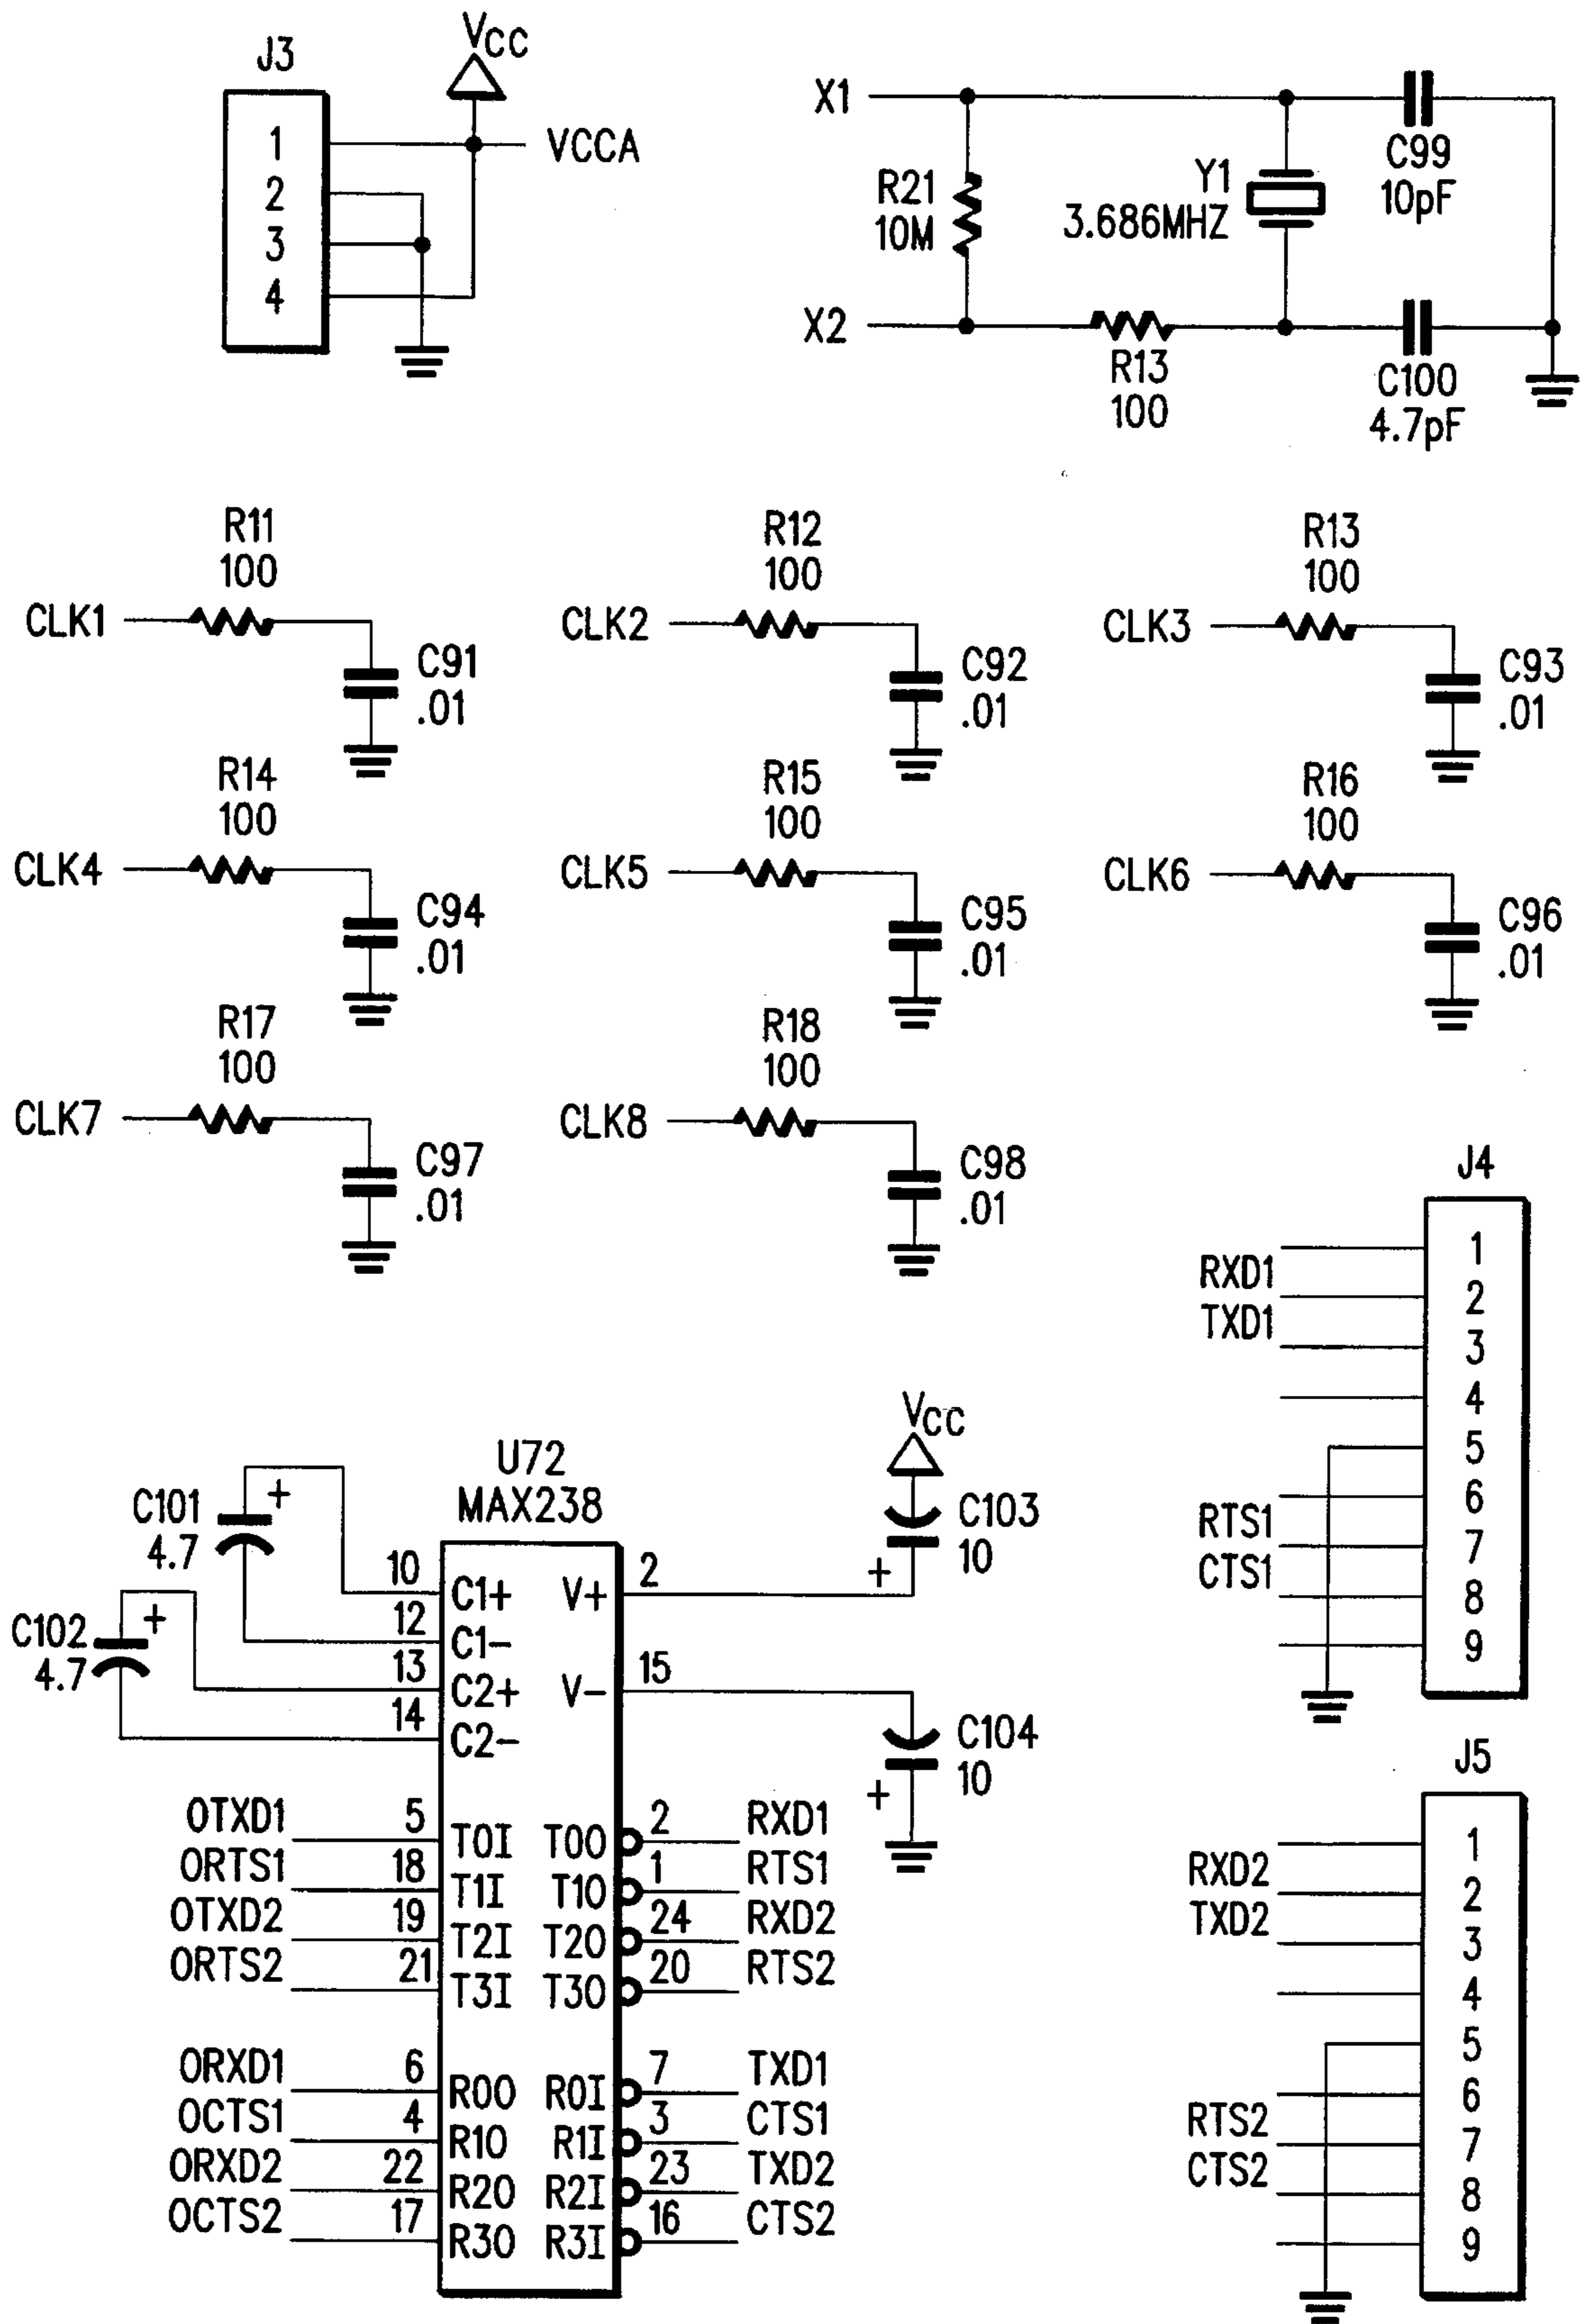 J3
VCC
1
VCCA
2
3
4
X1
C99
10pF
R21
10M
Y1
3.686MHZ
X2
R13
100
C100
4.7pF
R11
100
CLK1
C91
.01
R12
100
CLK2
C92
.01
R13
100
CLK3
C93
.01
R14
100
CLK4
C94
.01
R15
100
CLK5
C95
.01
R16
100
CLK6
C96
.01
R17
100
CLK7
C97
.01
R18
100
CLK8
C98
.01
J4
1
RXD1
2
TXD1
3
4
5
6
RTS1
7
CTS1
8
9
U72
MAX238
C101
+
4.7
C102
+
4.7
VCC
C103
10
+
10 C1+ V+ 2
12 C1-
13 C2+ V- 15
14 C2-
C104
10
+
OTXD1 5 T0I T0O 2 RXD1
ORTS1 18 T1I T1O 1 RTS1
OTXD2 19 T2I T2O 24 RXD2
ORTS2 21 T3I T3O 20 RTS2
ORXD1 6 R0O R0I 7 TXD1
OCTS1 4 R1O R1I 3 CTS1
ORXD2 22 R2O R2I 23 TXD2
OCTS2 17 R3O R3I 16 CTS2
J5
1
RXD2
2
TXD2
3
4
5
6
RTS2
7
CTS2
8
9